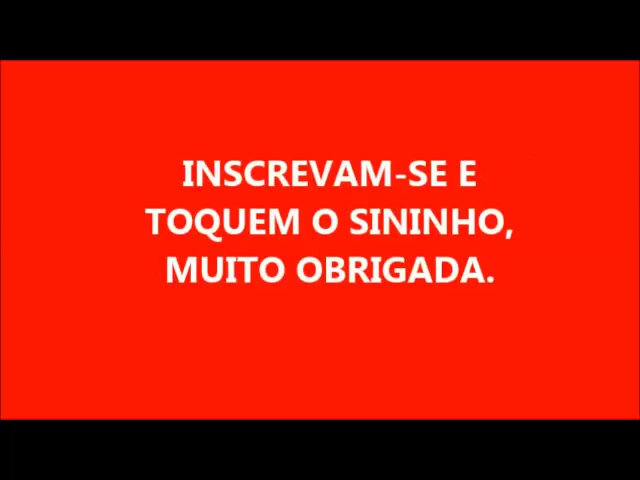 INSCREVAM-SE E
TOQUEM O SININHO,
MUITO OBRIGADA.